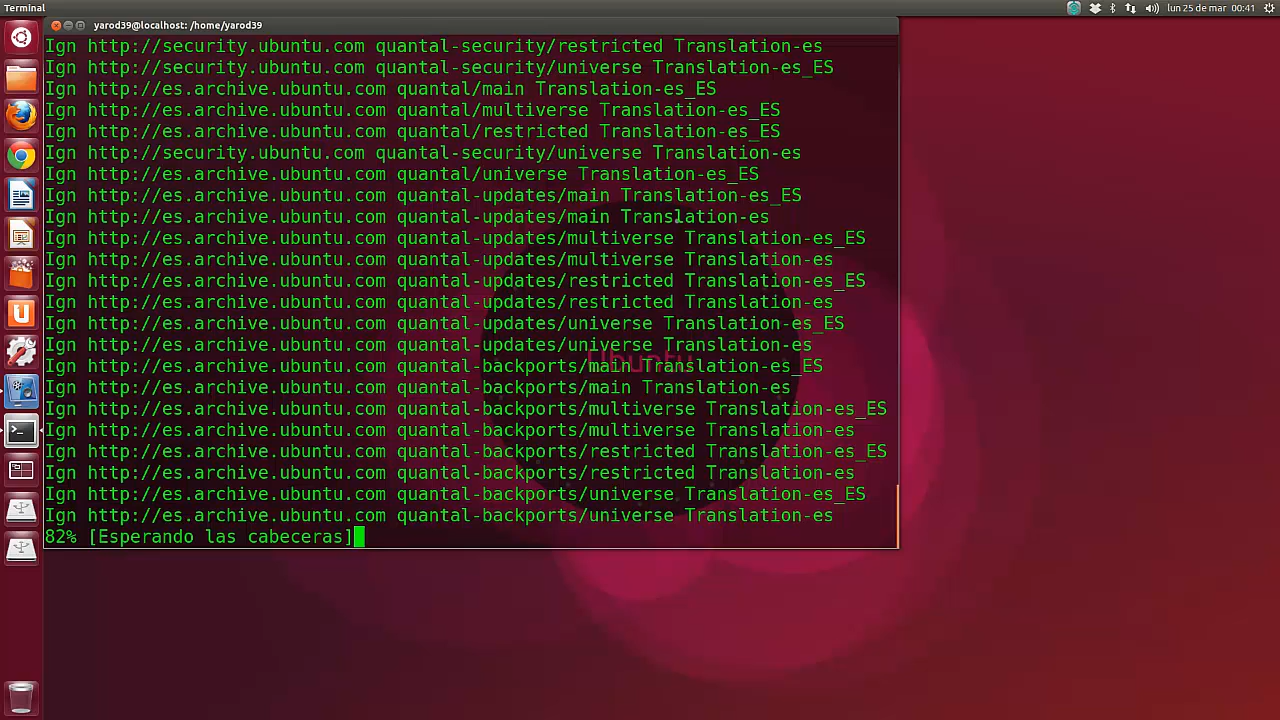 Terminal
lun 25 de mar 00:41
yarod39@localhost: /home/yarod39
Ign http://security.ubuntu.com quantal-security/restricted Translation-es
Ign http://security.ubuntu.com quantal-security/universe Translation-es_ES
Ign http://es.archive.ubuntu.com quantal/main Translation-es_ES
Ign http://es.archive.ubuntu.com quantal/multiverse Translation-es_ES
Ign http://es.archive.ubuntu.com quantal/restricted Translation-es_ES
Ign http://security.ubuntu.com quantal-security/universe Translation-es
Ign http://es.archive.ubuntu.com quantal/universe Translation-es_ES
Ign http://es.archive.ubuntu.com quantal-updates/main Translation-es_ES
Ign http://es.archive.ubuntu.com quantal-updates/main Translation-es
Ign http://es.archive.ubuntu.com quantal-updates/multiverse Translation-es_ES
Ign http://es.archive.ubuntu.com quantal-updates/multiverse Translation-es
Ign http://es.archive.ubuntu.com quantal-updates/restricted Translation-es_ES
Ign http://es.archive.ubuntu.com quantal-updates/restricted Translation-es
Ign http://es.archive.ubuntu.com quantal-updates/universe Translation-es_ES
Ign http://es.archive.ubuntu.com quantal-updates/universe Translation-es
Ign http://es.archive.ubuntu.com quantal-backports/main Translation-es_ES
Ign http://es.archive.ubuntu.com quantal-backports/main Translation-es
Ign http://es.archive.ubuntu.com quantal-backports/multiverse Translation-es_ES
Ign http://es.archive.ubuntu.com quantal-backports/multiverse Translation-es
Ign http://es.archive.ubuntu.com quantal-backports/restricted Translation-es_ES
Ign http://es.archive.ubuntu.com quantal-backports/restricted Translation-es
Ign http://es.archive.ubuntu.com quantal-backports/universe Translation-es_ES
Ign http://es.archive.ubuntu.com quantal-backports/universe Translation-es
82% [Esperando las cabeceras]
Ubuntu